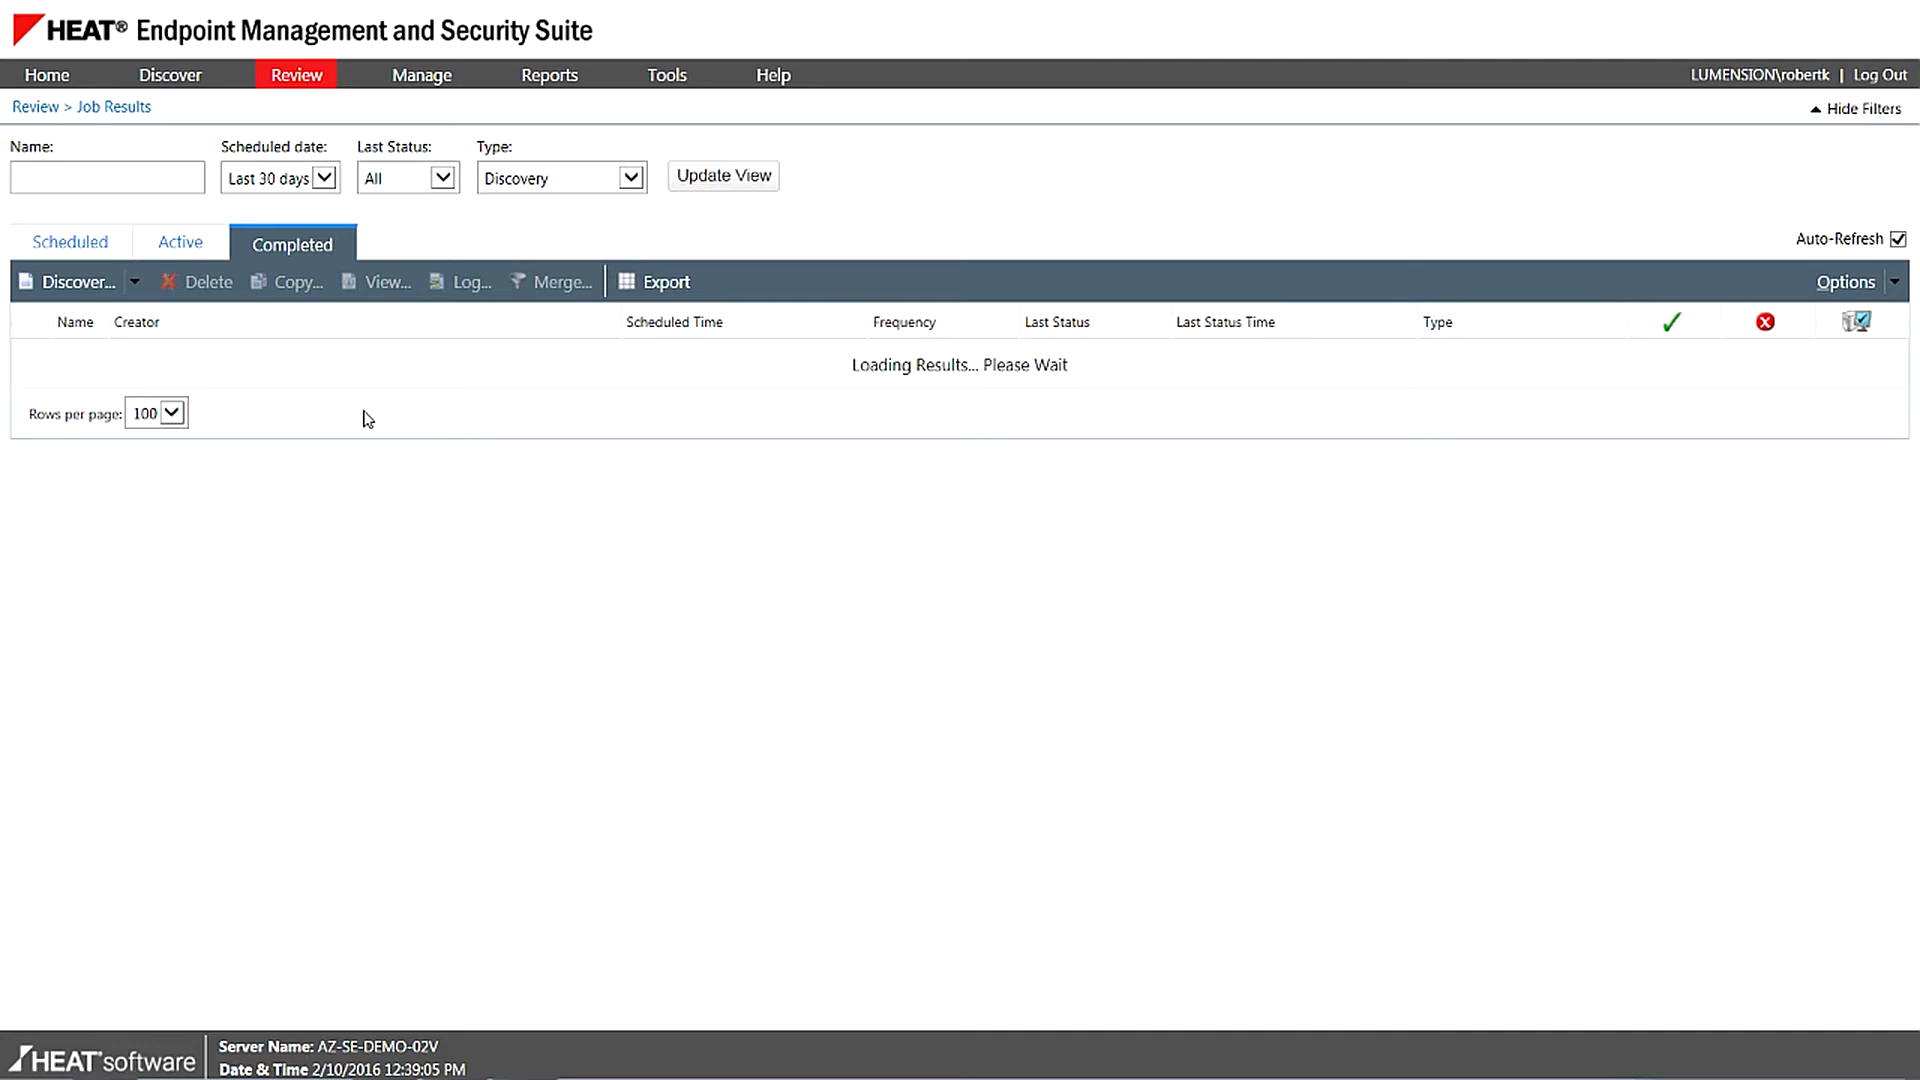 HEAT® Endpoint Management and Security Suite
Home Discover Review Manage Reports Tools Help LUMENSION\robertk | Log Out
Review > Job Results Hide Filters
Name: Scheduled date: Last Status: Type:
Last 30 days All Discovery Update View
Scheduled Active Completed Auto-Refresh
Discover... Delete Copy... View... Log... Merge... Export Options
Name Creator Scheduled Time Frequency Last Status Last Status Time Type
Loading Results... Please Wait
Rows per page: 100
HEAT software
Server Name: AZ-SE-DEMO-02V
Date & Time 2/10/2016 12:39:05 PM